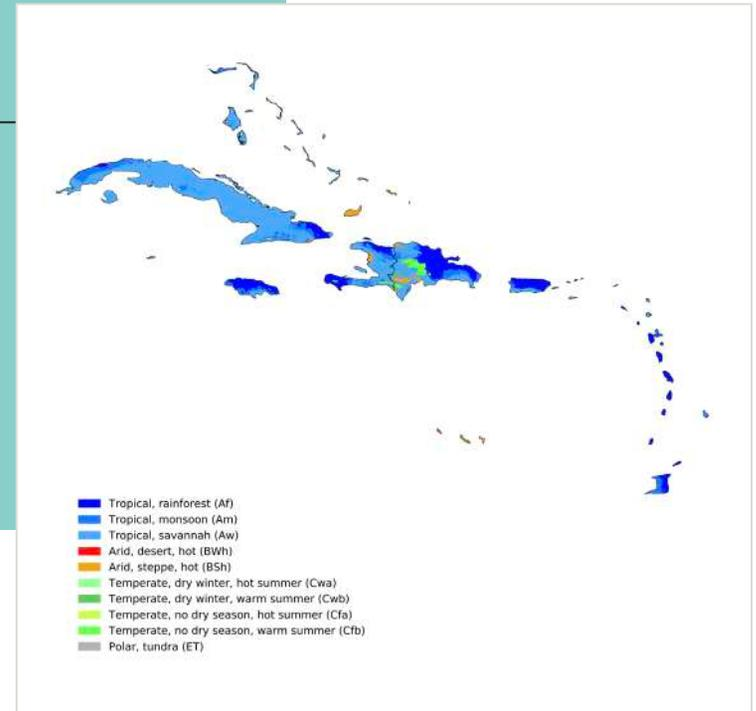 Tropical, rainforest (Af)
Tropical, monsoon (Am)
Tropical, savannah (Aw)
Arid, desert, hot (BWh)
Arid, steppe, hot (BSh)
Temperate, dry winter, hot summer (Cwa)
Temperate, dry winter, warm summer (Cwb)
Temperate, no dry season, hot summer (Cfa)
Temperate, no dry season, warm summer (Cfb)
Polar, tundra (ET)